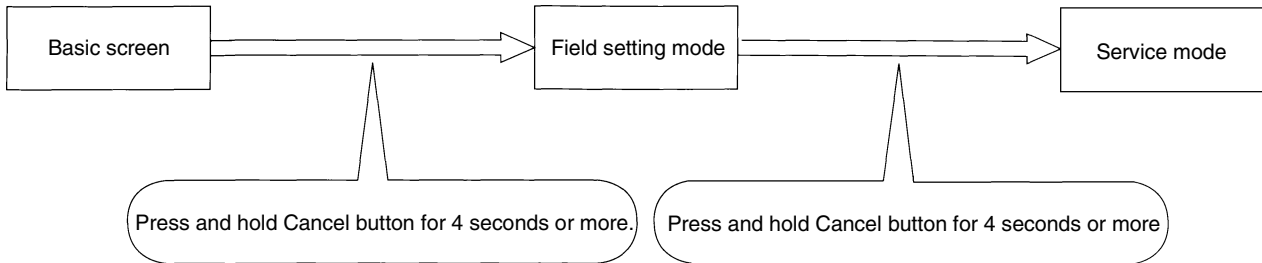 Basic screen
Field setting mode
Service mode
Press and hold Cancel button for 4 seconds or more.
Press and hold Cancel button for 4 seconds or more